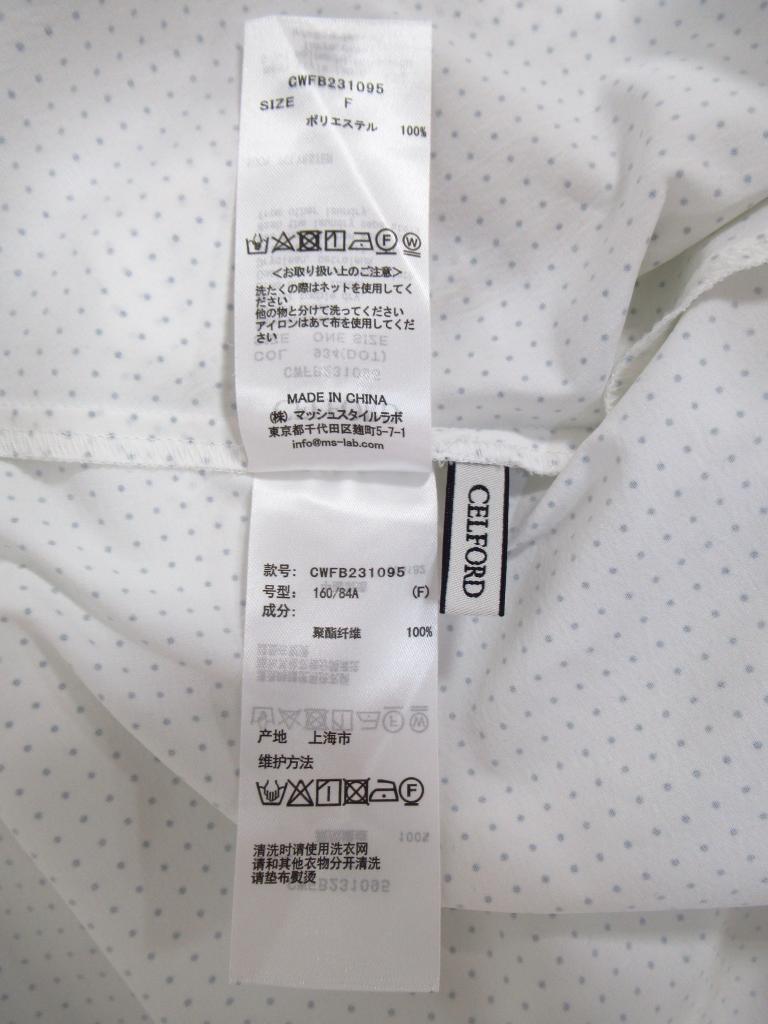 CWFB231095
SIZE F
ポリエステル 100%
<お取り扱い上のご注意>
洗たくの際はネットを使用してく
ださい
他の物と分けて洗ってください
アイロンはあて布を使用してくだ
さい
MADE IN CHINA
(株) マッシュスタイルラボ
東京都千代田区麹町5-7-1
info@ms-lab.com
CELFORD
款号: CWFB231095
号型: 160/84A (F)
成分:
聚酯纤维 100%
产地 上海市
维护方法
清洗时请使用洗衣网
请和其他衣物分开清洗
请垫布熨烫